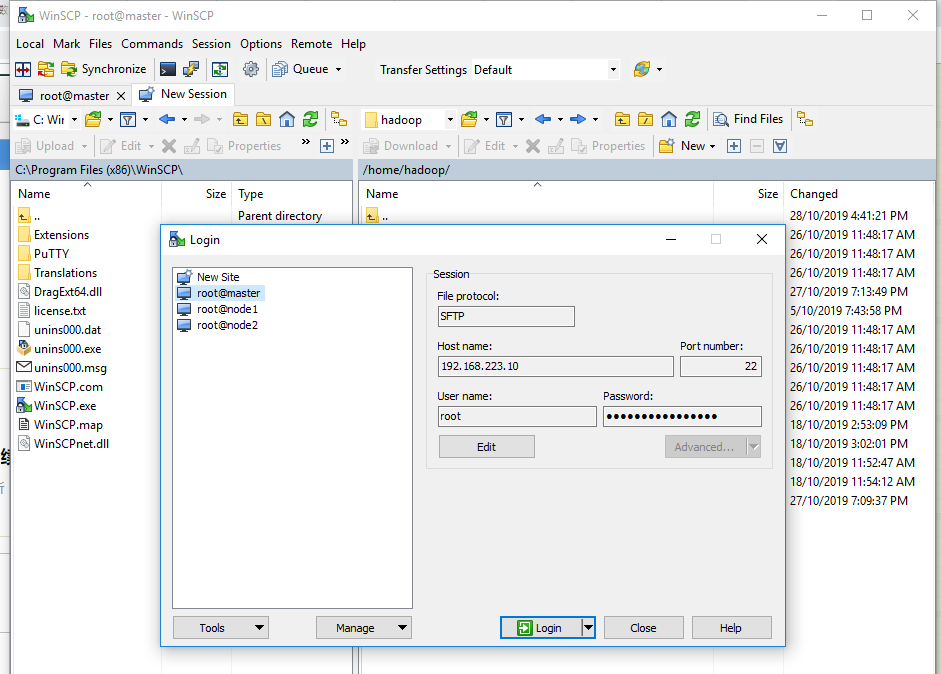 WinSCP - root@master - WinSCP
Local Mark Files Commands Session Options Remote Help
Synchronize Queue Transfer Settings Default
root@master New Session
C: Wir hadoop Find Files
Upload Edit Properties Download Edit Properties New
C:\Program Files (x86)\WinSCP\ /home/hadoop/
Name Size Type Name Size Changed
.. Parent directory .. 28/10/2019 4:41:21 PM
Extensions 26/10/2019 11:48:17 AM
PuTTY 26/10/2019 11:48:17 AM
Translations 26/10/2019 11:48:17 AM
DragExt64.dll 27/10/2019 7:13:49 PM
license.txt 5/10/2019 7:43:58 PM
unins000.dat 26/10/2019 11:48:17 AM
unins000.exe 26/10/2019 11:48:17 AM
unins000.msg 26/10/2019 11:48:17 AM
WinSCP.com 26/10/2019 11:48:17 AM
WinSCP.exe 26/10/2019 11:48:17 AM
WinSCP.map 18/10/2019 2:53:09 PM
WinSCPnet.dll 18/10/2019 3:02:01 PM
18/10/2019 11:52:47 AM
18/10/2019 11:54:12 AM
27/10/2019 7:09:37 PM
Login
New Site
root@master
root@node1
root@node2
Session
File protocol:
SFTP
Host name: Port number:
192.168.223.10 22
User name: Password:
root ●●●●●●●●●●●●●●●●
Edit Advanced...
Tools Manage Login Close Help